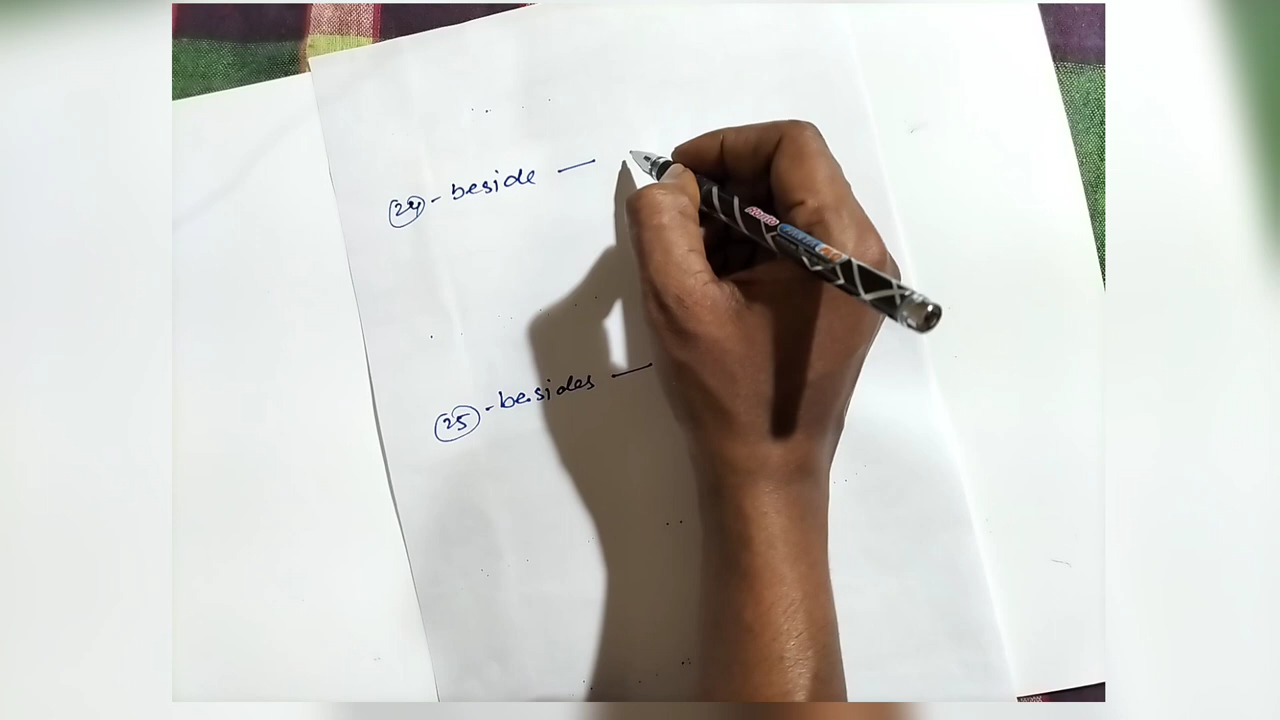 24 - beside —
25 - besides —